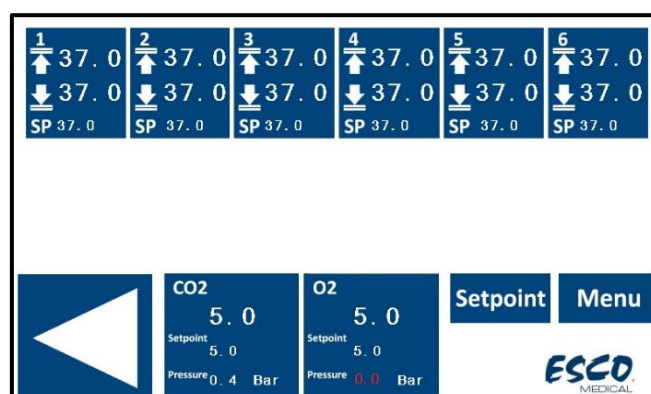 1 2 3 4 5 6
37.0 37.0 37.0 37.0 37.0 37.0
37.0 37.0 37.0 37.0 37.0 37.0
SP 37.0 SP 37.0 SP 37.0 SP 37.0 SP 37.0 SP 37.0
CO2
5.0
Setpoint
5.0
Pressure 0.4 Bar
O2
5.0
Setpoint
5.0
Pressure 0.0 Bar
Setpoint
Menu
ESCO
MEDICAL